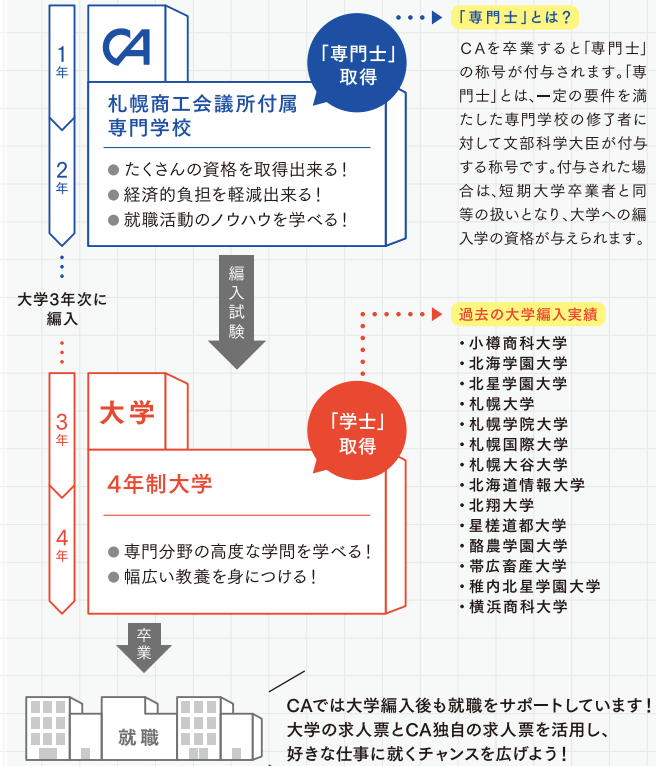 1年
2年
CA
「専門士」
取得
札幌商工会議所付属
専門学校
● たくさんの資格を取得出来る！
● 経済的負担を軽減出来る！
● 就職活動のノウハウを学べる！
「専門士」とは？
CAを卒業すると「専門士」
の称号が付与されます。「専
門士」とは、一定の要件を満
たした専門学校の修了者に
対して文部科学大臣が付与
する称号です。付与された場
合は、短期大学卒業者と同
等の扱いとなり、大学への編
入学の資格が与えられます。
大学3年次に
編入
編入試験
3年
4年
大学
「学士」
取得
4年制大学
● 専門分野の高度な学問を学べる！
● 幅広い教養を身につける！
過去の大学編入実績
・小樽商科大学
・北海学園大学
・北星学園大学
・札幌大学
・札幌学院大学
・札幌国際大学
・札幌大谷大学
・北海道情報大学
・北翔大学
・星槎道都大学
・酪農学園大学
・帯広畜産大学
・稚内北星学園大学
・横浜商科大学
卒業
就職
CAでは大学編入後も就職をサポートしています！
大学の求人票とCA独自の求人票を活用し、
好きな仕事に就くチャンスを広げよう！